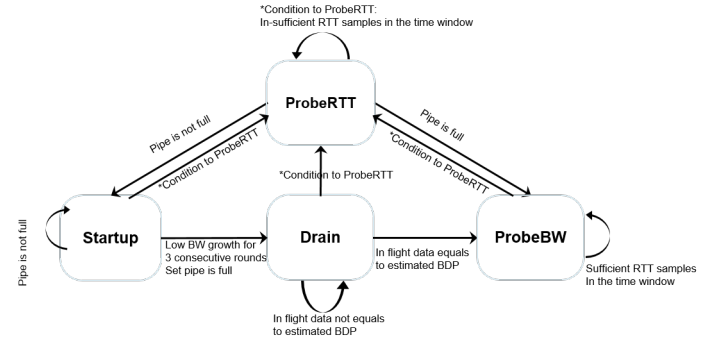 *Condition to ProbeRTT:
In-sufficient RTT samples in the time window
ProbeRTT
Pipe is not full
*Condition to ProbeRTT
Pipe is full
*Condition to ProbeRTT
*Condition to ProbeRTT
Pipe is not full
Startup
Low BW growth for
3 consecutive rounds
Set pipe is full
Drain
In flight data equals
to estimated BDP
ProbeBW
Sufficient RTT samples
In the time window
In flight data not equals
to estimated BDP